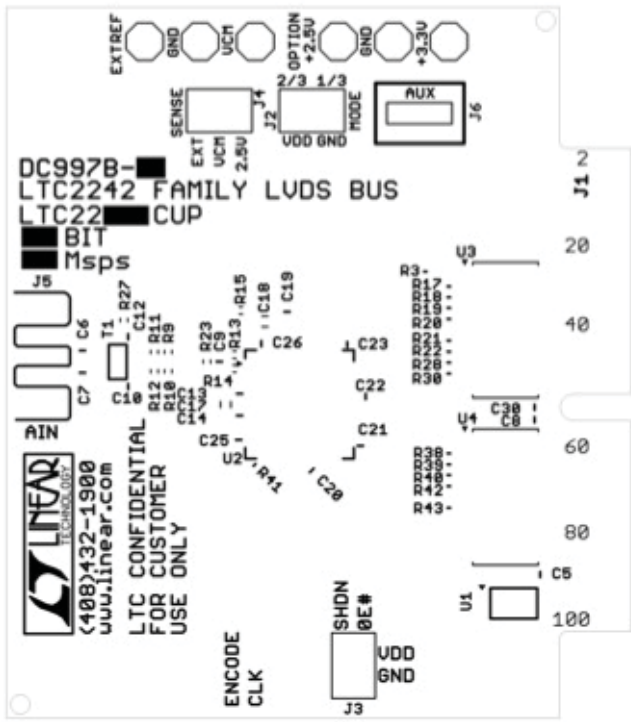 EXTREF
GND
VCM
OPTION
+2.5V
GND
+3.3V
2/3 1/3
SENSE
J4
J2
MODE
AUX
J6
EXT
VCM
2.5V
VDD GND
DC997B-
LTC2242 FAMILY LVDS BUS
LTC22 CUP
BIT
Msps
2
J1
20
40
60
80
100
J5
C6
C7
AIN
T1
R27
C12
C10
R11
R9
R12
R10
R23
C9
R13
R14
R15
C18
C19
C26
C23
C22
C21
C25
U2
R41
C20
R3
R17
R18
R19
R20
R21
R22
R28
R30
U3
C30
C8
U4
R38
R39
R40
R42
R43
C5
U1
LINEAR
TECHNOLOGY
(408)432-1900
www.linear.com
LTC CONFIDENTIAL
FOR CUSTOMER
USE ONLY
ENCODE
CLK
SHDN
0E#
VDD
GND
J3